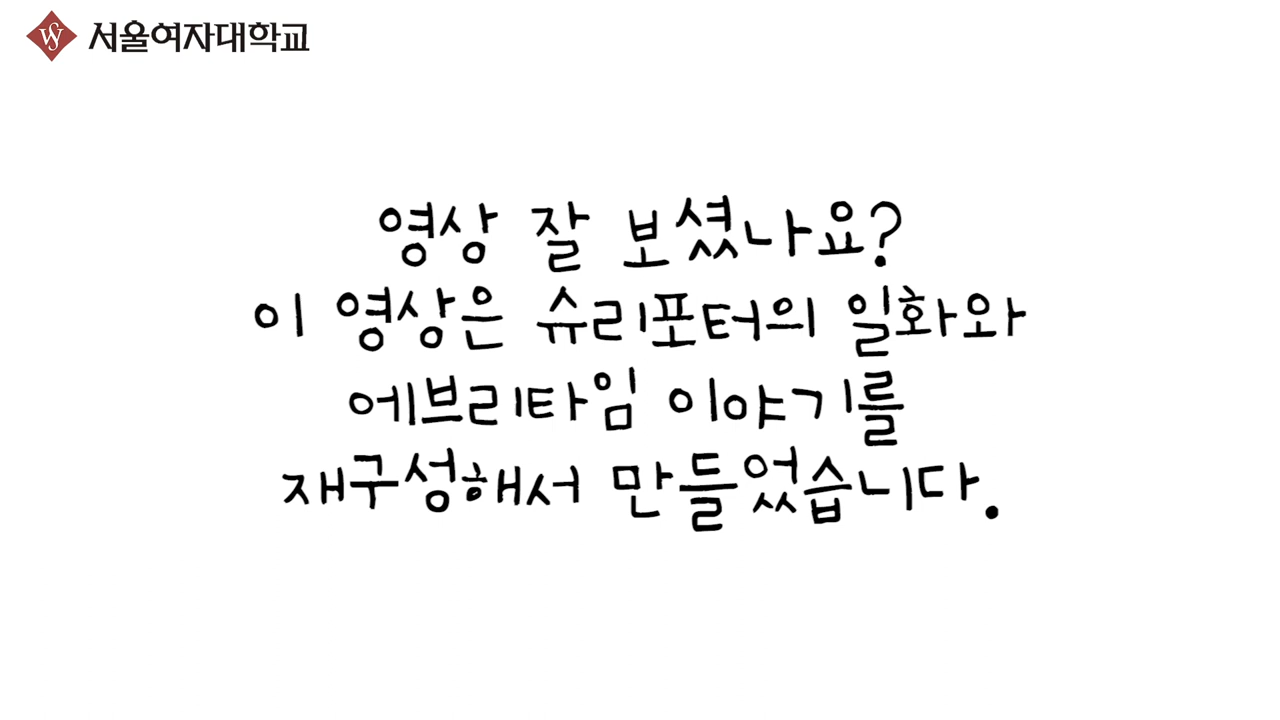 서울여자대학교
영상 잘 보셨나요?
이 영상은 슈리포터의 일화와
에브리타임 이야기를
재구성해서 만들었습니다.